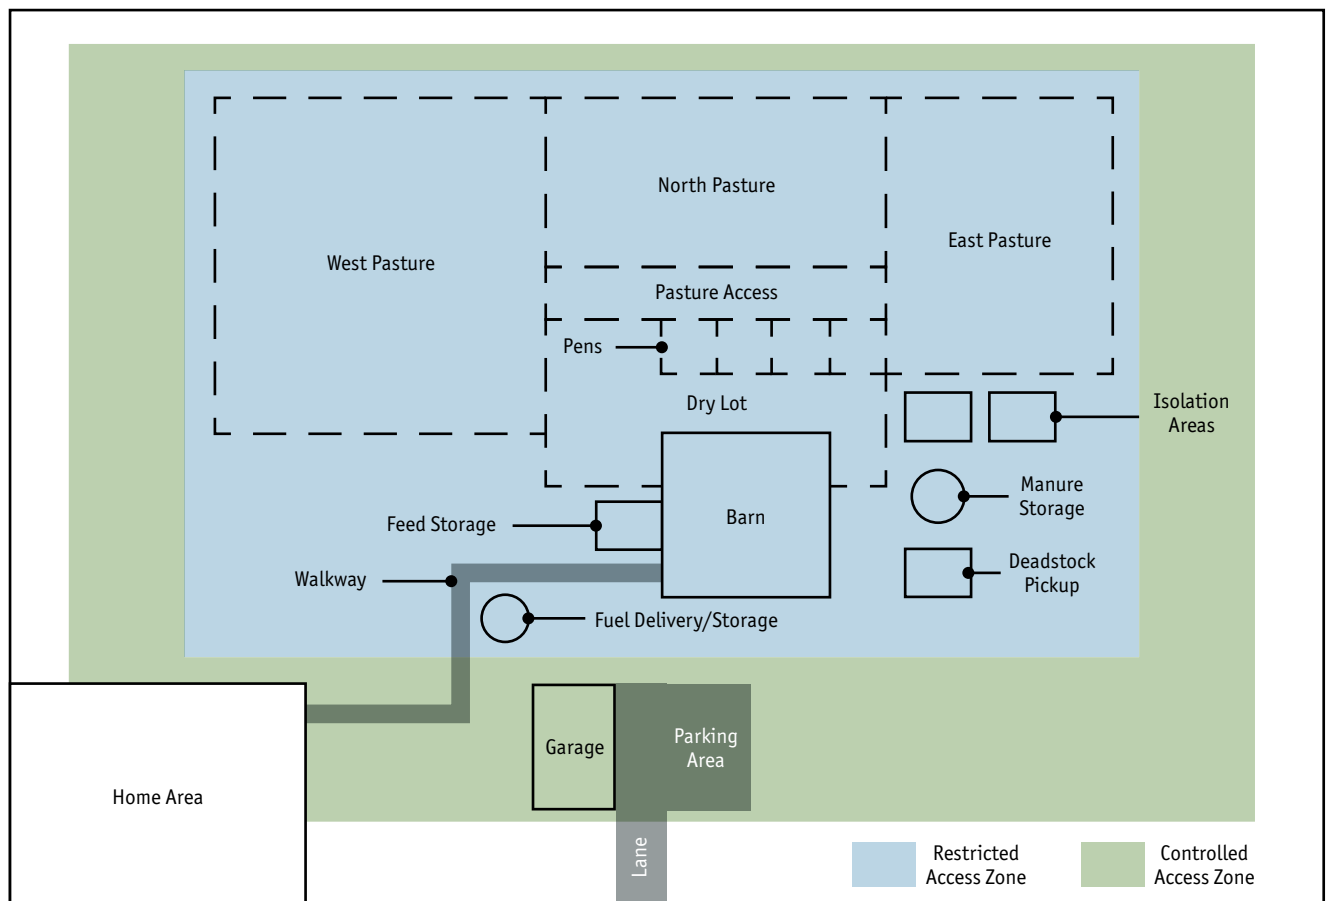 North Pasture
East Pasture
West Pasture
Pasture Access
Pens
Dry Lot
Isolation
Areas
Manure
Storage
Feed Storage
Barn
Walkway
Deadstock
Pickup
Fuel Delivery/Storage
Garage
Parking
Area
Home Area
Lane
Restricted
Access Zone
Controlled
Access Zone